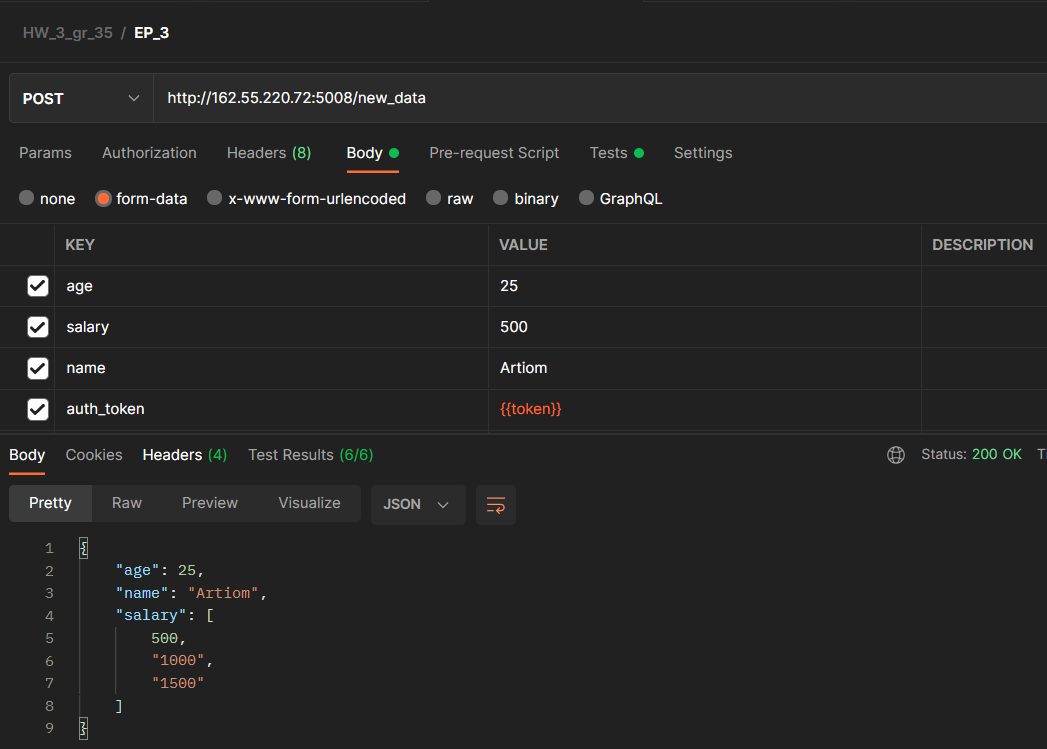 HW_3_gr_35 / EP_3
POST http://162.55.220.72:5008/new_data
Params Authorization Headers (8) Body Pre-request Script Tests Settings
none form-data x-www-form-urlencoded raw binary GraphQL
KEY VALUE DESCRIPTION
age 25
salary 500
name Artiom
auth_token {{token}}
Body Cookies Headers (4) Test Results (6/6) Status: 200 OK
Pretty Raw Preview Visualize JSON
1 {
2 "age": 25,
3 "name": "Artiom",
4 "salary": [
5 500,
6 "1000",
7 "1500"
8 ]
9 }